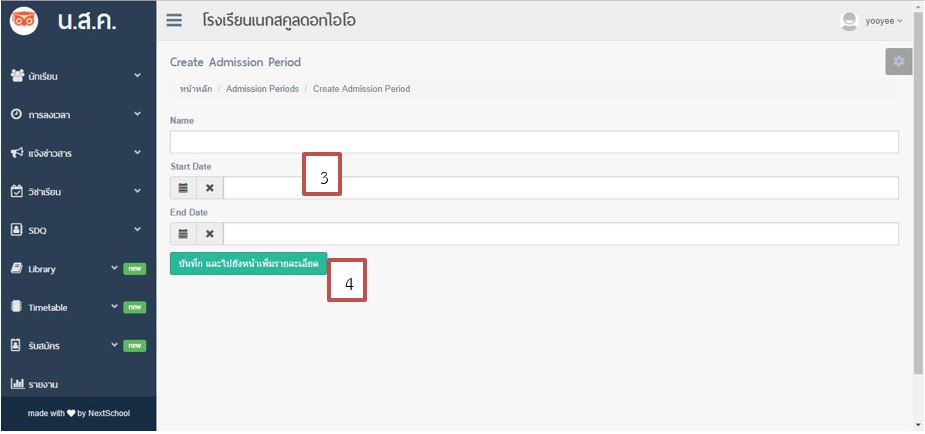 น.ส.ค.
โรงเรียนเนกสคูลดอทไอโอ
yooyee
นักเรียน
การลงเวลา
แจ้งข่าวสาร
วิชาเรียน
SDQ
Library new
Timetable new
รับสมัคร new
รายงาน
made with by NextSchool
Create Admission Period
หน้าหลัก / Admission Periods / Create Admission Period
Name
Start Date
3
End Date
บันทึก และไปยังหน้าเพิ่มรายละเอียด
4